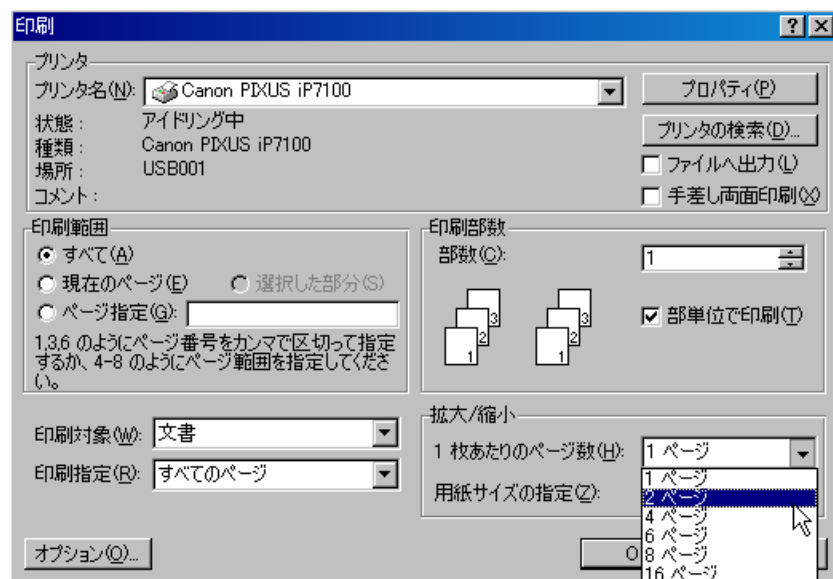 印刷
プリンタ
プリンタ名(N): Canon PIXUS iP7100 プロパティ(P)
状態: アイドリング中 プリンタの検索(D)...
種類: Canon PIXUS iP7100
場所: USB001 ファイルへ出力(L)
コメント: 手差し両面印刷(X)
印刷範囲
すべて(A)
現在のページ(E) 選択した部分(S)
ページ指定(G):
1,3,6 のようにページ番号をカンマで区切って指定
するか、4-8 のようにページ範囲を指定してくださ
い。
印刷部数
部数(C): 1
部単位で印刷(T)
1 2 3
1 2 3
印刷対象(W): 文書
印刷指定(R): すべてのページ
拡大/縮小
1 枚あたりのページ数(H): 1 ページ
1 ページ
2 ページ
4 ページ
6 ページ
8 ページ
16 ページ
用紙サイズの指定(Z):
オプション(O)...